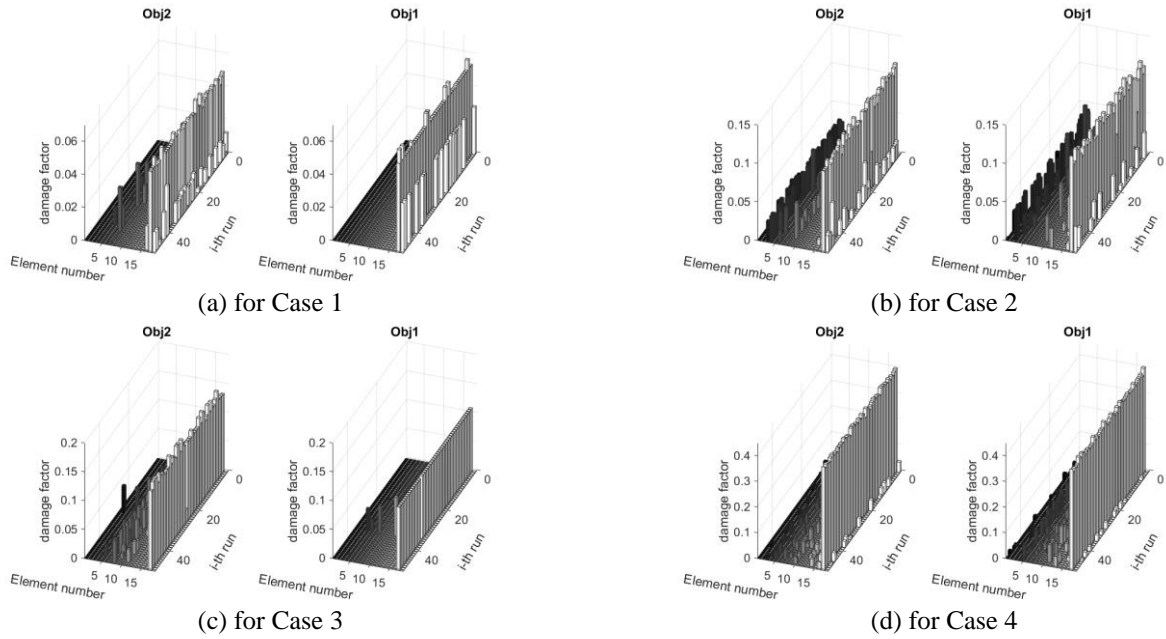 Obj2
0.06
0.04
0.02
0
damage factor
5
10
15
Element number
0
20
40
i-th run
Obj1
0.06
0.04
0.02
0
damage factor
5
10
15
Element number
0
20
40
i-th run
(a) for Case 1
Obj2
0.15
0.1
0.05
0
damage factor
5
10
15
Element number
0
20
40
i-th run
Obj1
0.15
0.1
0.05
0
damage factor
5
10
15
Element number
0
20
40
i-th run
(b) for Case 2
Obj2
0.2
0.15
0.1
0.05
0
damage factor
5
10
15
Element number
0
20
40
i-th run
Obj1
0.2
0.15
0.1
0.05
0
damage factor
5
10
15
Element number
0
20
40
i-th run
(c) for Case 3
Obj2
0.4
0.3
0.2
0.1
0
damage factor
5
10
15
Element number
0
20
40
i-th run
Obj1
0.4
0.3
0.2
0.1
0
damage factor
5
10
15
Element number
0
20
40
i-th run
(d) for Case 4